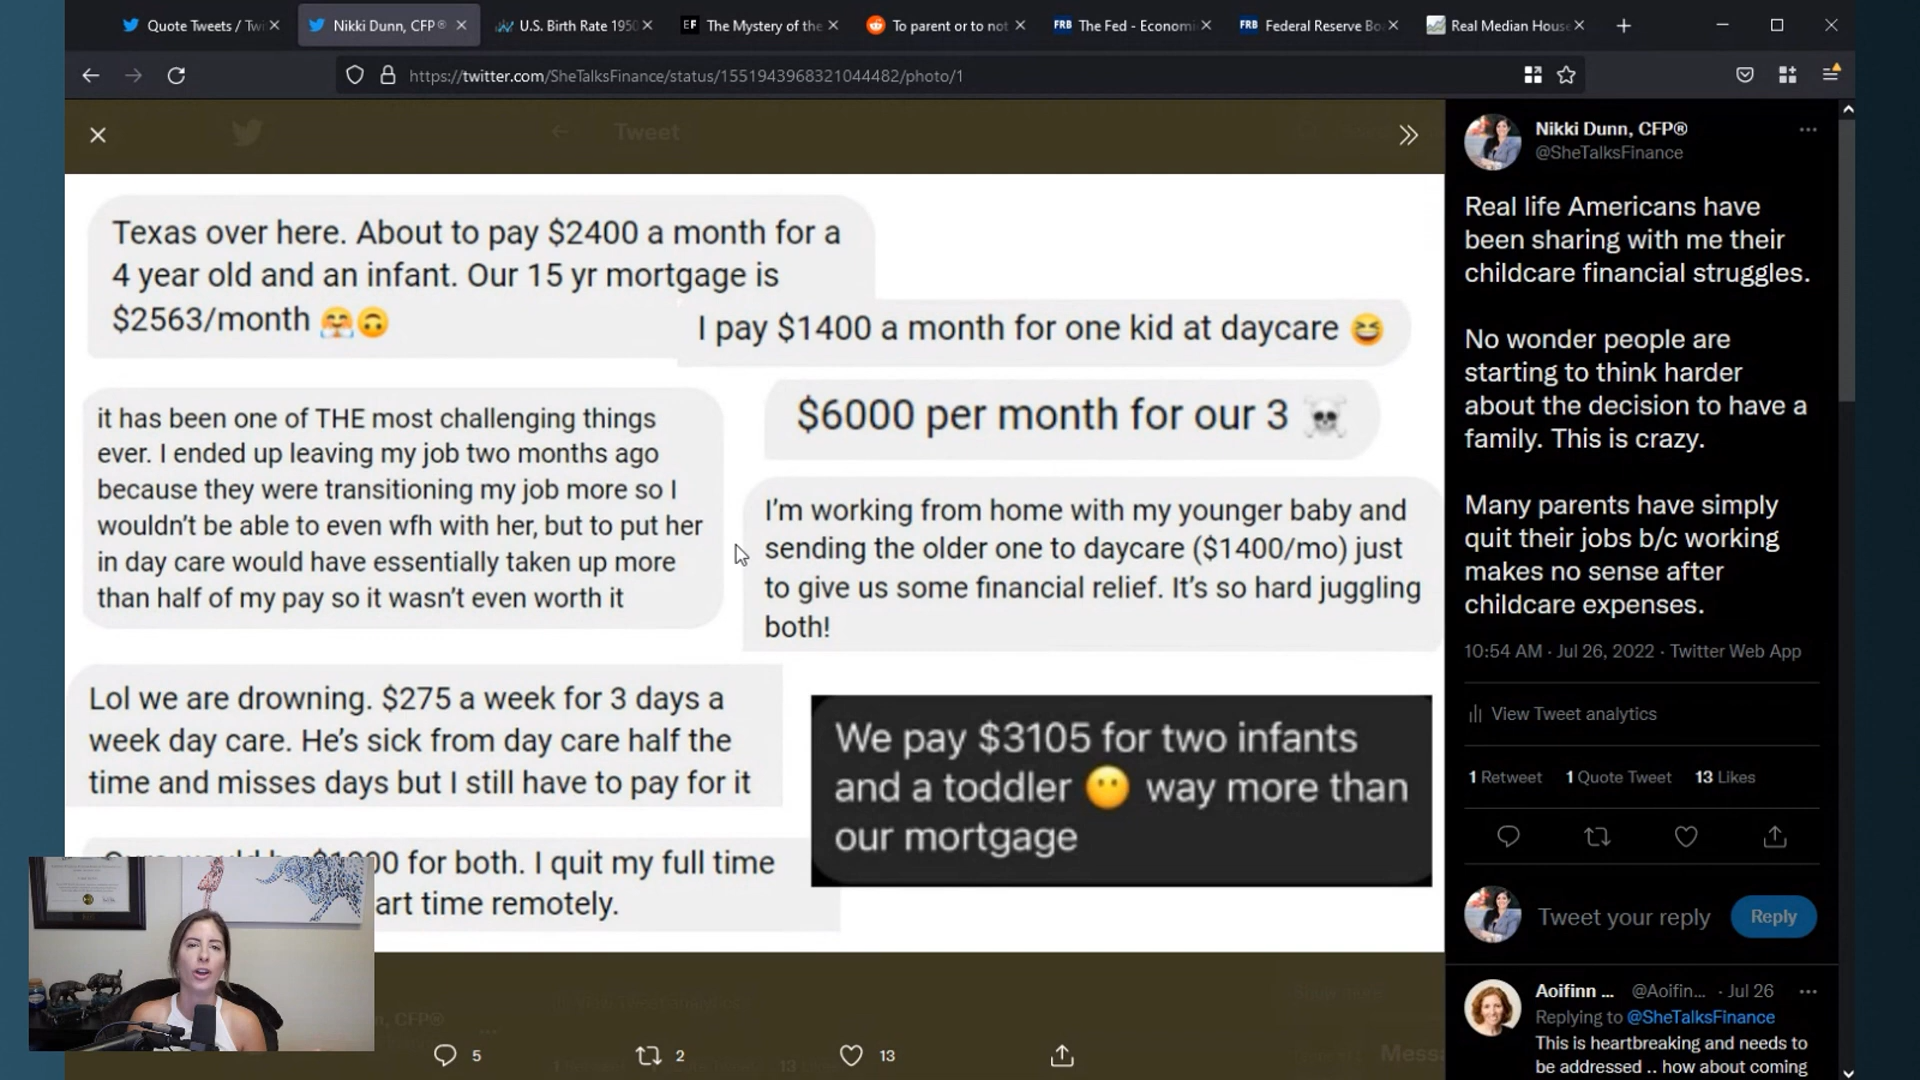 Quote Tweets / Twi
Nikki Dunn, CFP®
U.S. Birth Rate 1950
EF The Mystery of the
To parent or to not
FRB The Fed - Economi
FRB Federal Reserve Bo
Real Median Hous
https://twitter.com/SheTalksFinance/status/1551943968321044482/photo/1
Tweet
Texas over here. About to pay $2400 a month for a
4 year old and an infant. Our 15 yr mortgage is
$2563/month 🤗🙃
I pay $1400 a month for one kid at daycare 😆
$6000 per month for our 3 ☠️
it has been one of THE most challenging things
ever. I ended up leaving my job two months ago
because they were transitioning my job more so I
wouldn't be able to even wfh with her, but to put her
in day care would have essentially taken up more
than half of my pay so it wasn't even worth it
I'm working from home with my younger baby and
sending the older one to daycare ($1400/mo) just
to give us some financial relief. It's so hard juggling
both!
Lol we are drowning. $275 a week for 3 days a
week day care. He's sick from day care half the
time and misses days but I still have to pay for it
We pay $3105 for two infants
and a toddler 😶 way more than
our mortgage
for both. I quit my full time
art time remotely.
5
2
13
Nikki Dunn, CFP®
@SheTalksFinance
Real life Americans have
been sharing with me their
childcare financial struggles.
No wonder people are
starting to think harder
about the decision to have a
family. This is crazy.
Many parents have simply
quit their jobs b/c working
makes no sense after
childcare expenses.
10:54 AM · Jul 26, 2022 · Twitter Web App
View Tweet analytics
1 Retweet 1 Quote Tweet 13 Likes
Tweet your reply
Reply
Aoifinn ... @Aoifin... · Jul 26
Replying to @SheTalksFinance
This is heartbreaking and needs to
be addressed .. how about coming